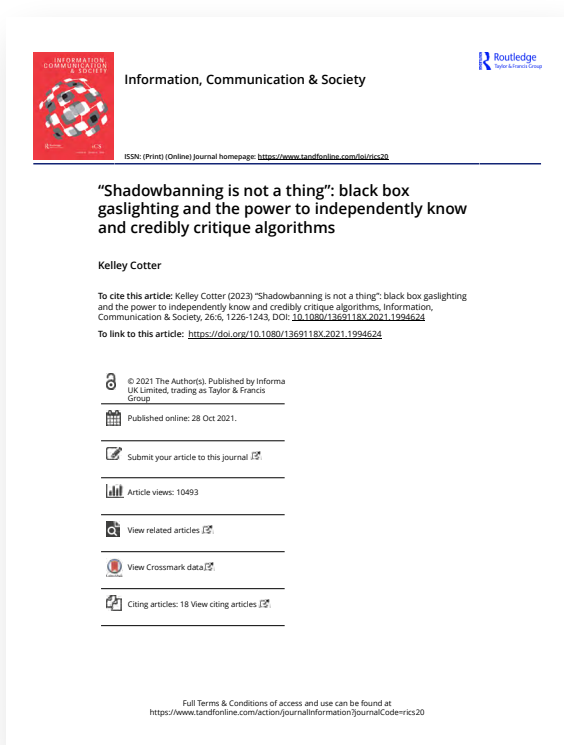 INFORMATION,
COMMUNICATION
& SOCIETY
Routledge
Taylor & Francis Group
Information, Communication & Society
ISSN: (Print) (Online) Journal homepage: https://www.tandfonline.com/loi/rics20
“Shadowbanning is not a thing”: black box
gaslighting and the power to independently know
and credibly critique algorithms
Kelley Cotter
To cite this article: Kelley Cotter (2023) “Shadowbanning is not a thing”: black box gaslighting
and the power to independently know and credibly critique algorithms, Information,
Communication & Society, 26:6, 1226-1243, DOI: 10.1080/1369118X.2021.1994624
To link to this article: https://doi.org/10.1080/1369118X.2021.1994624
© 2021 The Author(s). Published by Informa
UK Limited, trading as Taylor & Francis
Group
Published online: 28 Oct 2021.
Submit your article to this journal
Article views: 10493
View related articles
View Crossmark data
CrossMark
Citing articles: 18 View citing articles
Full Terms & Conditions of access and use can be found at
https://www.tandfonline.com/action/journalInformation?journalCode=rics20